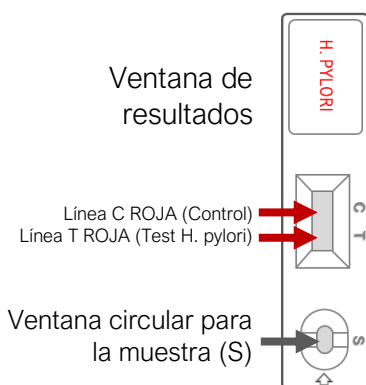 H. PYLORI
Ventana de
resultados
Línea C ROJA (Control)
Línea T ROJA (Test H. pylori)
C
T
Ventana circular para
la muestra (S)
S